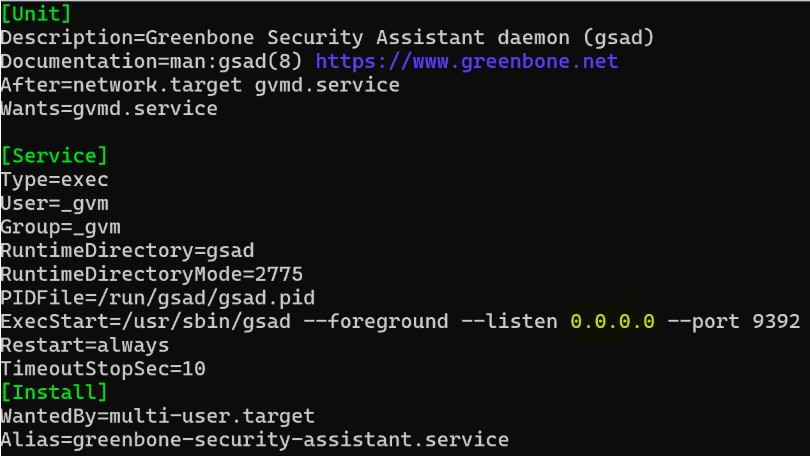 [Unit]
Description=Greenbone Security Assistant daemon (gsad)
Documentation=man:gsad(8) https://www.greenbone.net
After=network.target gvmd.service
Wants=gvmd.service

[Service]
Type=exec
User=_gvm
Group=_gvm
RuntimeDirectory=gsad
RuntimeDirectoryMode=2775
PIDFile=/run/gsad/gsad.pid
ExecStart=/usr/sbin/gsad --foreground --listen 0.0.0.0 --port 9392
Restart=always
TimeoutStopSec=10
[Install]
WantedBy=multi-user.target
Alias=greenbone-security-assistant.service